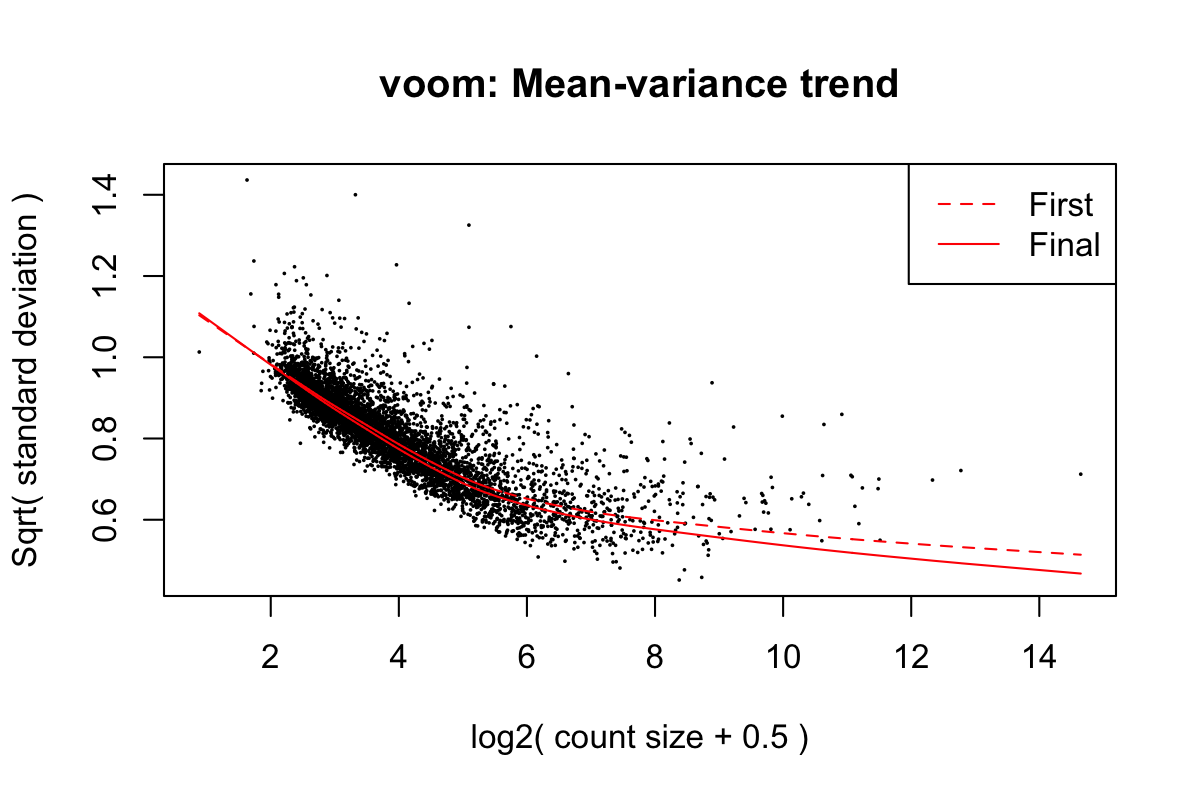 voom: Mean-variance trend
Sqrt( standard deviation )
1.4
1.2
1.0
0.8
0.6
First
Final
2 4 6 8 10 12 14
log2( count size + 0.5 )